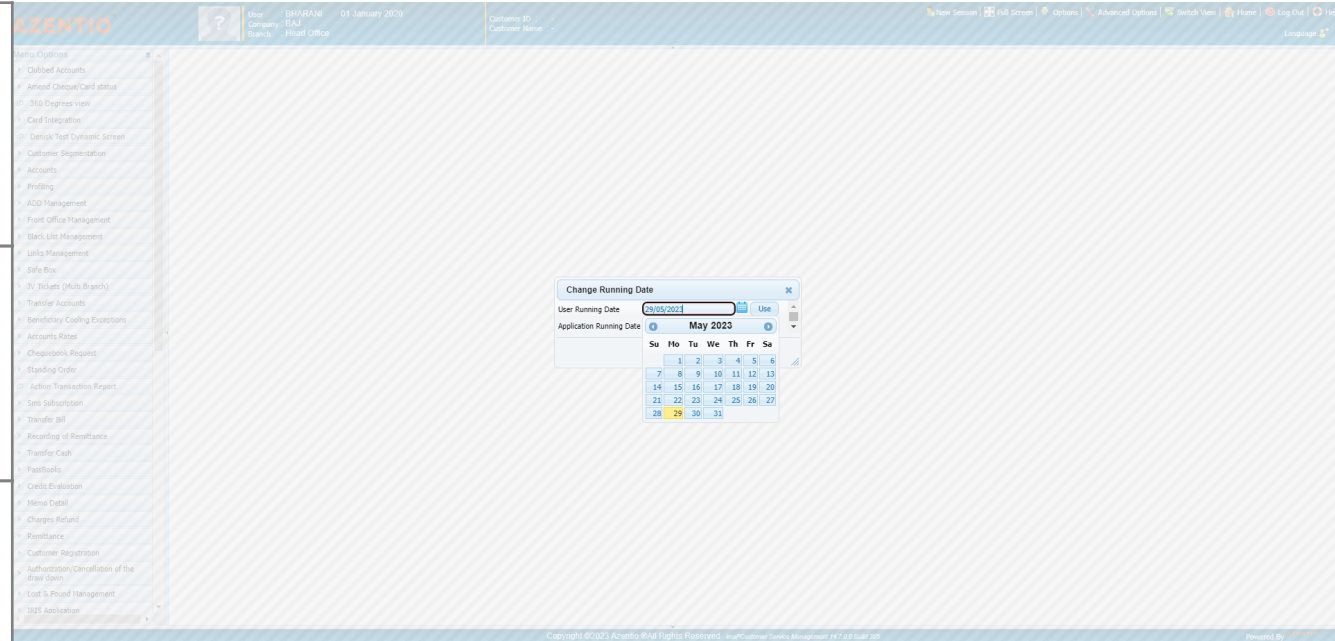 AZENTIO
User BHARANI 01 January 2020
Company BAJ
Branch Head Office
Customer ID : -
Customer Name : -
New Session | Full Screen | Options | Advanced Options | Switch View | Home | Log Out | He
Language
Menu Options
Clubbed Accounts
Amend Cheque/Card status
360 Degrees view
Card Integration
Denisk Test Dynamic Screen
Customer Segmentation
Accounts
Profiling
ADD Management
Front Office Management
Black List Management
Links Management
Safe Box
JV Tickets (Multi Branch)
Transfer Accounts
Beneficiary Cooling Exceptions
Accounts Rates
Chequebook Request
Standing Order
Action Transaction Report
Sms Subscription
Transfer Bill
Recording of Remittance
Transfer Cash
PassBooks
Credit Evaluation
Memo Detail
Charges Refund
Remittance
Customer Registration
Authorization/Cancellation of the
draw down
Lost & Found Management
IRIS Application
Change Running Date
User Running Date 29/05/2023 Use
Application Running Date
May 2023
Su Mo Tu We Th Fr Sa
1 2 3 4 5 6
7 8 9 10 11 12 13
14 15 16 17 18 19 20
21 22 23 24 25 26 27
28 29 30 31
Copyright ©2023 Azentio ®All Rights Reserved
Powered By